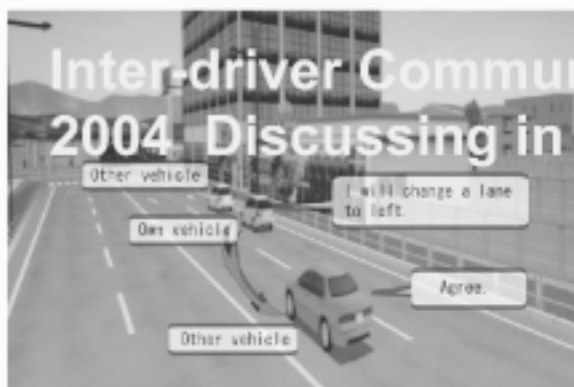 Inter-driver Commu
2004 Discussing in
Other vehicle
I will change a lane
to left.
Own vehicle
Agree.
Other vehicle